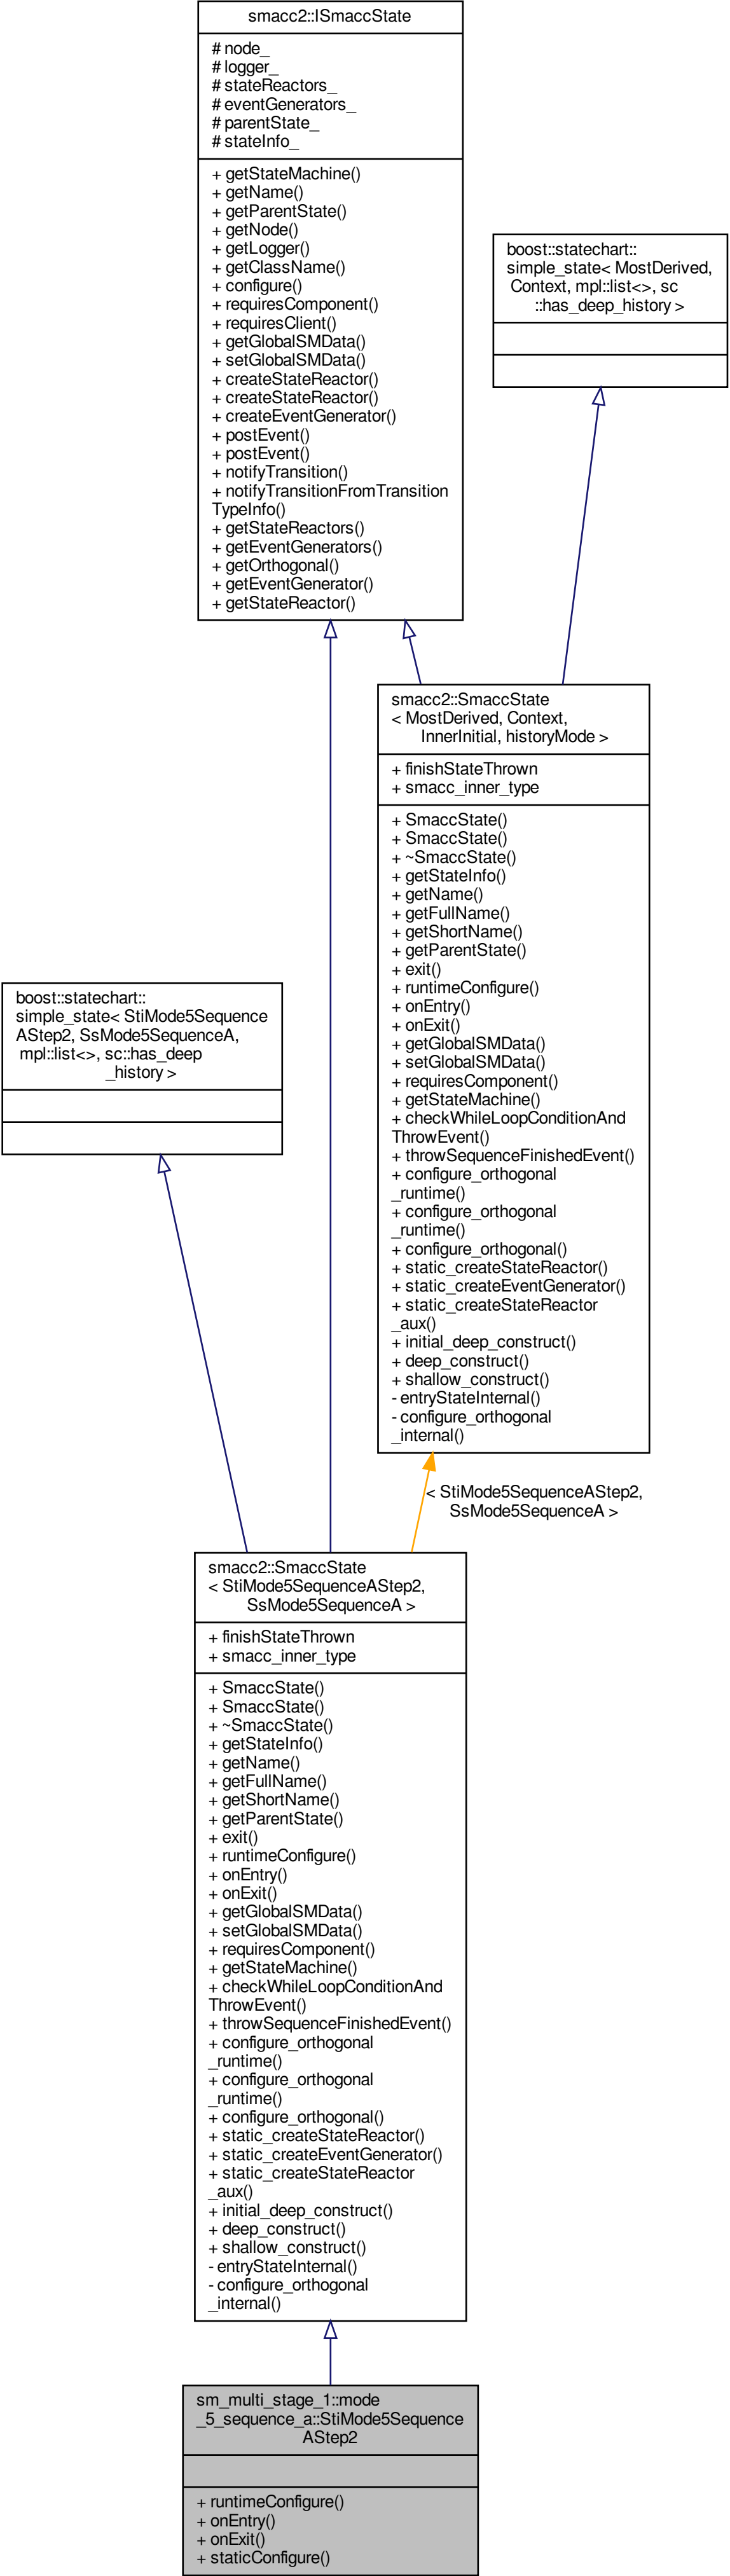 smacc2::ISmaccState
# node_
# logger_
# stateReactors_
# eventGenerators_
# parentState_
# stateInfo_
+ getStateMachine()
+ getName()
+ getParentState()
+ getNode()
+ getLogger()
+ getClassName()
+ configure()
+ requiresComponent()
+ requiresClient()
+ getGlobalSMData()
+ setGlobalSMData()
+ createStateReactor()
+ createStateReactor()
+ createEventGenerator()
+ postEvent()
+ postEvent()
+ notifyTransition()
+ notifyTransitionFromTransition
TypeInfo()
+ getStateReactors()
+ getEventGenerators()
+ getOrthogonal()
+ getEventGenerator()
+ getStateReactor()
boost::statechart::
simple_state< MostDerived,
Context, mpl::list<>, sc
::has_deep_history >
smacc2::SmaccState
< MostDerived, Context,
InnerInitial, historyMode >
+ finishStateThrown
+ smacc_inner_type
+ SmaccState()
+ SmaccState()
+ ~SmaccState()
+ getStateInfo()
+ getName()
+ getFullName()
+ getShortName()
+ getParentState()
+ exit()
+ runtimeConfigure()
+ onEntry()
+ onExit()
+ getGlobalSMData()
+ setGlobalSMData()
+ requiresComponent()
+ getStateMachine()
+ checkWhileLoopConditionAnd
ThrowEvent()
+ throwSequenceFinishedEvent()
+ configure_orthogonal
_runtime()
+ configure_orthogonal
_runtime()
+ configure_orthogonal()
+ static_createStateReactor()
+ static_createEventGenerator()
+ static_createStateReactor
_aux()
+ initial_deep_construct()
+ deep_construct()
+ shallow_construct()
- entryStateInternal()
- configure_orthogonal
_internal()
boost::statechart::
simple_state< StiMode5Sequence
AStep2, SsMode5SequenceA,
mpl::list<>, sc::has_deep
_history >
< StiMode5SequenceAStep2,
SsMode5SequenceA >
smacc2::SmaccState
< StiMode5SequenceAStep2,
SsMode5SequenceA >
+ finishStateThrown
+ smacc_inner_type
+ SmaccState()
+ SmaccState()
+ ~SmaccState()
+ getStateInfo()
+ getName()
+ getFullName()
+ getShortName()
+ getParentState()
+ exit()
+ runtimeConfigure()
+ onEntry()
+ onExit()
+ getGlobalSMData()
+ setGlobalSMData()
+ requiresComponent()
+ getStateMachine()
+ checkWhileLoopConditionAnd
ThrowEvent()
+ throwSequenceFinishedEvent()
+ configure_orthogonal
_runtime()
+ configure_orthogonal
_runtime()
+ configure_orthogonal()
+ static_createStateReactor()
+ static_createEventGenerator()
+ static_createStateReactor
_aux()
+ initial_deep_construct()
+ deep_construct()
+ shallow_construct()
- entryStateInternal()
- configure_orthogonal
_internal()
sm_multi_stage_1::mode
_5_sequence_a::StiMode5Sequence
AStep2
+ runtimeConfigure()
+ onEntry()
+ onExit()
+ staticConfigure()